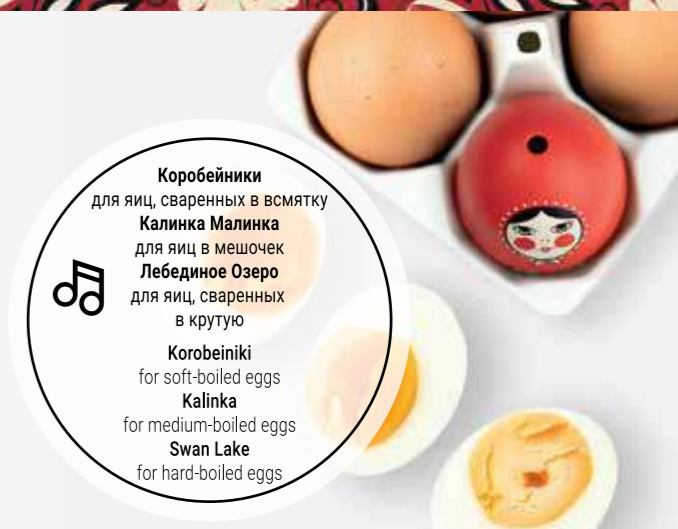 Коробейники
для яиц, сваренных в всмятку
Калинка Малинка
для яиц в мешочек
Лебединое Озеро
для яиц, сваренных
в крутую
Korobeiniki
for soft-boiled eggs
Kalinka
for medium-boiled eggs
Swan Lake
for hard-boiled eggs